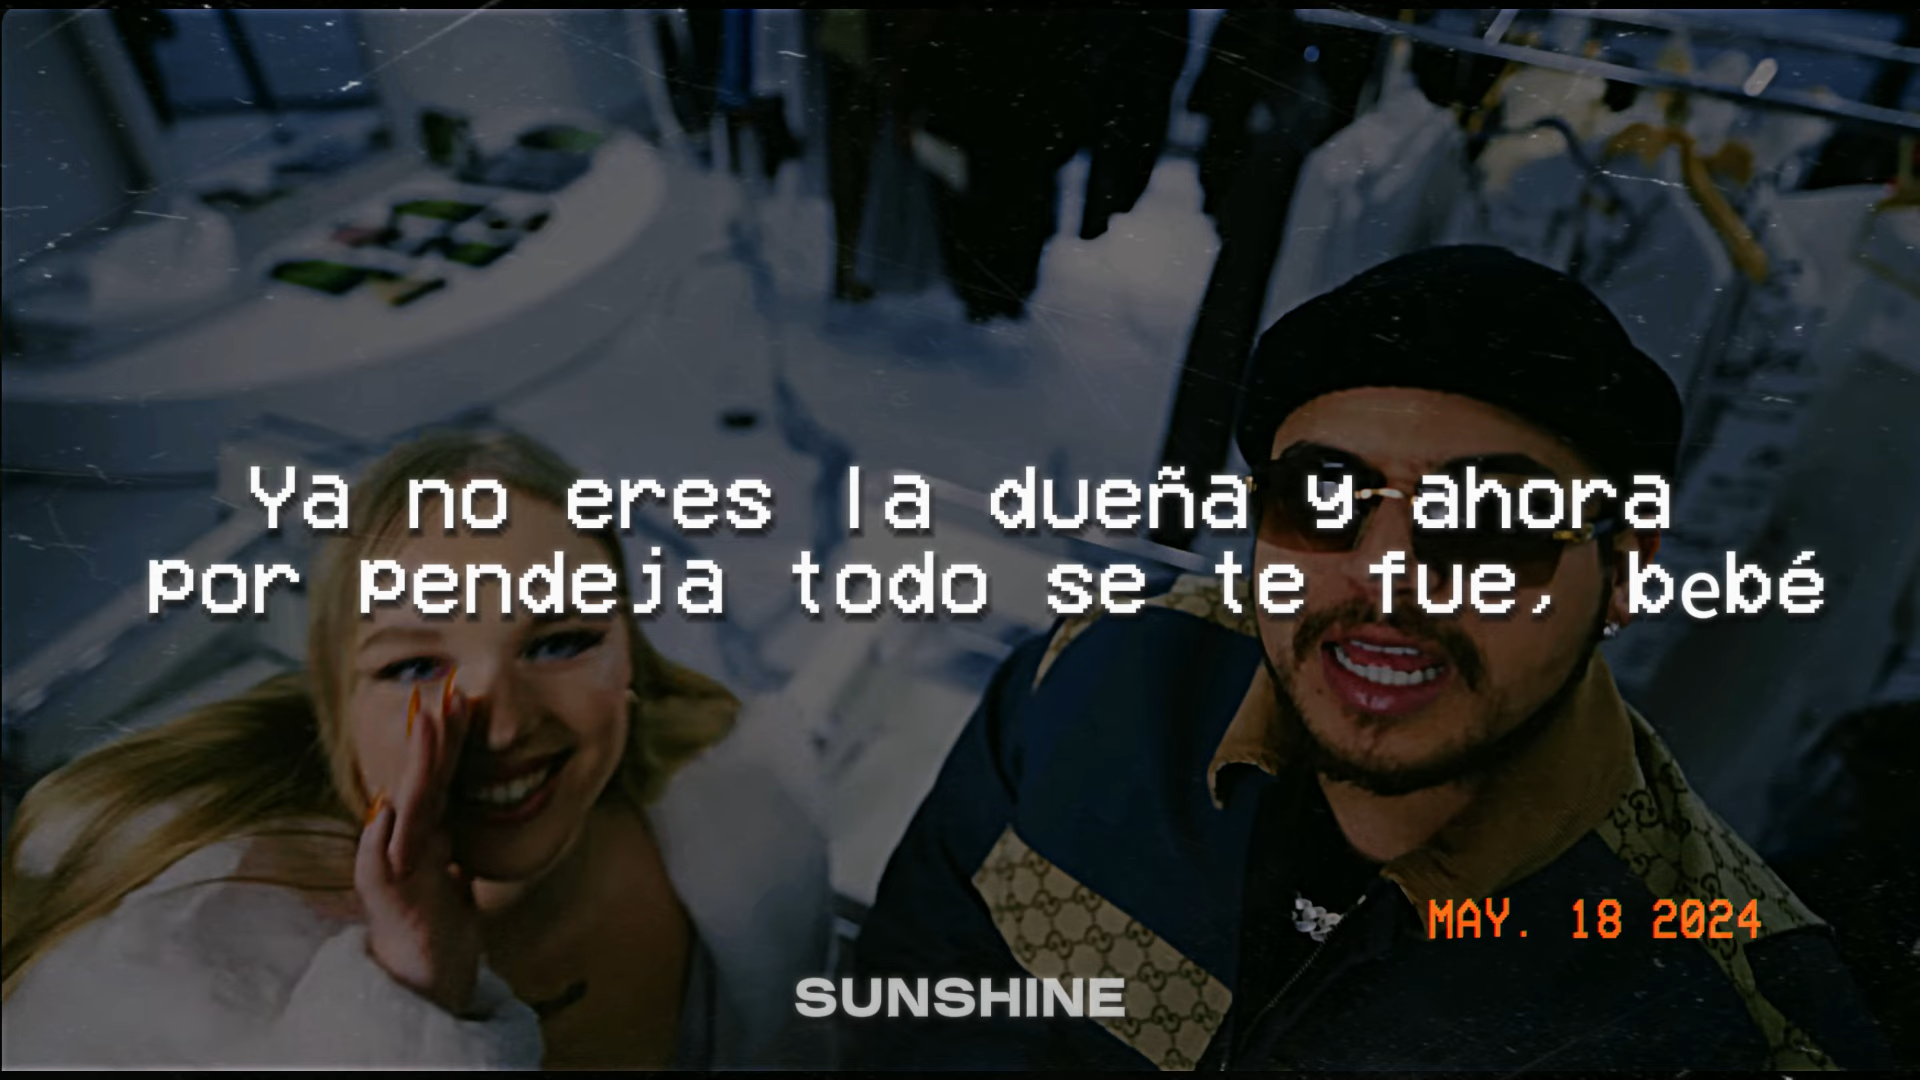 Ya no eres la dueña y ahora
por pendeja todo se te fue, bebé
MAY. 18 2024
SUNSHINE